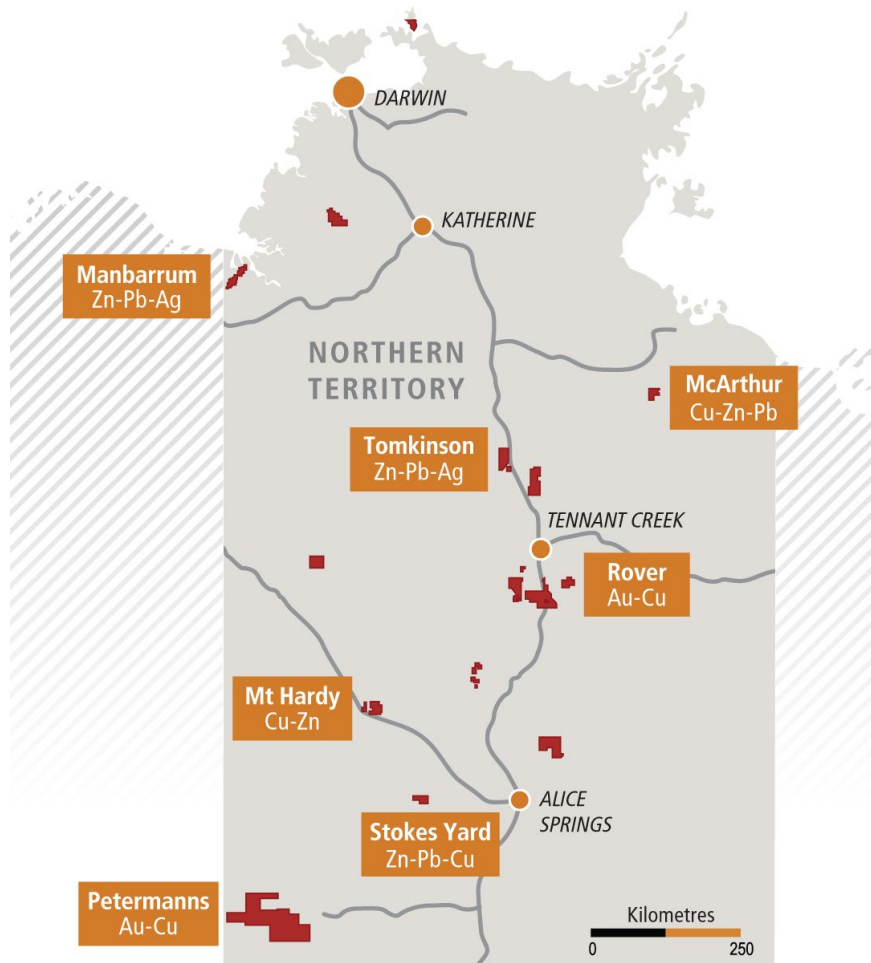 DARWIN
KATHERINE
Manbarrum
Zn-Pb-Ag
NORTHERN
TERRITORY
McArthur
Cu-Zn-Pb
Tomkinson
Zn-Pb-Ag
TENNANT CREEK
Rover
Au-Cu
Mt Hardy
Cu-Zn
ALICE
SPRINGS
Stokes Yard
Zn-Pb-Cu
Petermanns
Au-Cu
Kilometres
0 250